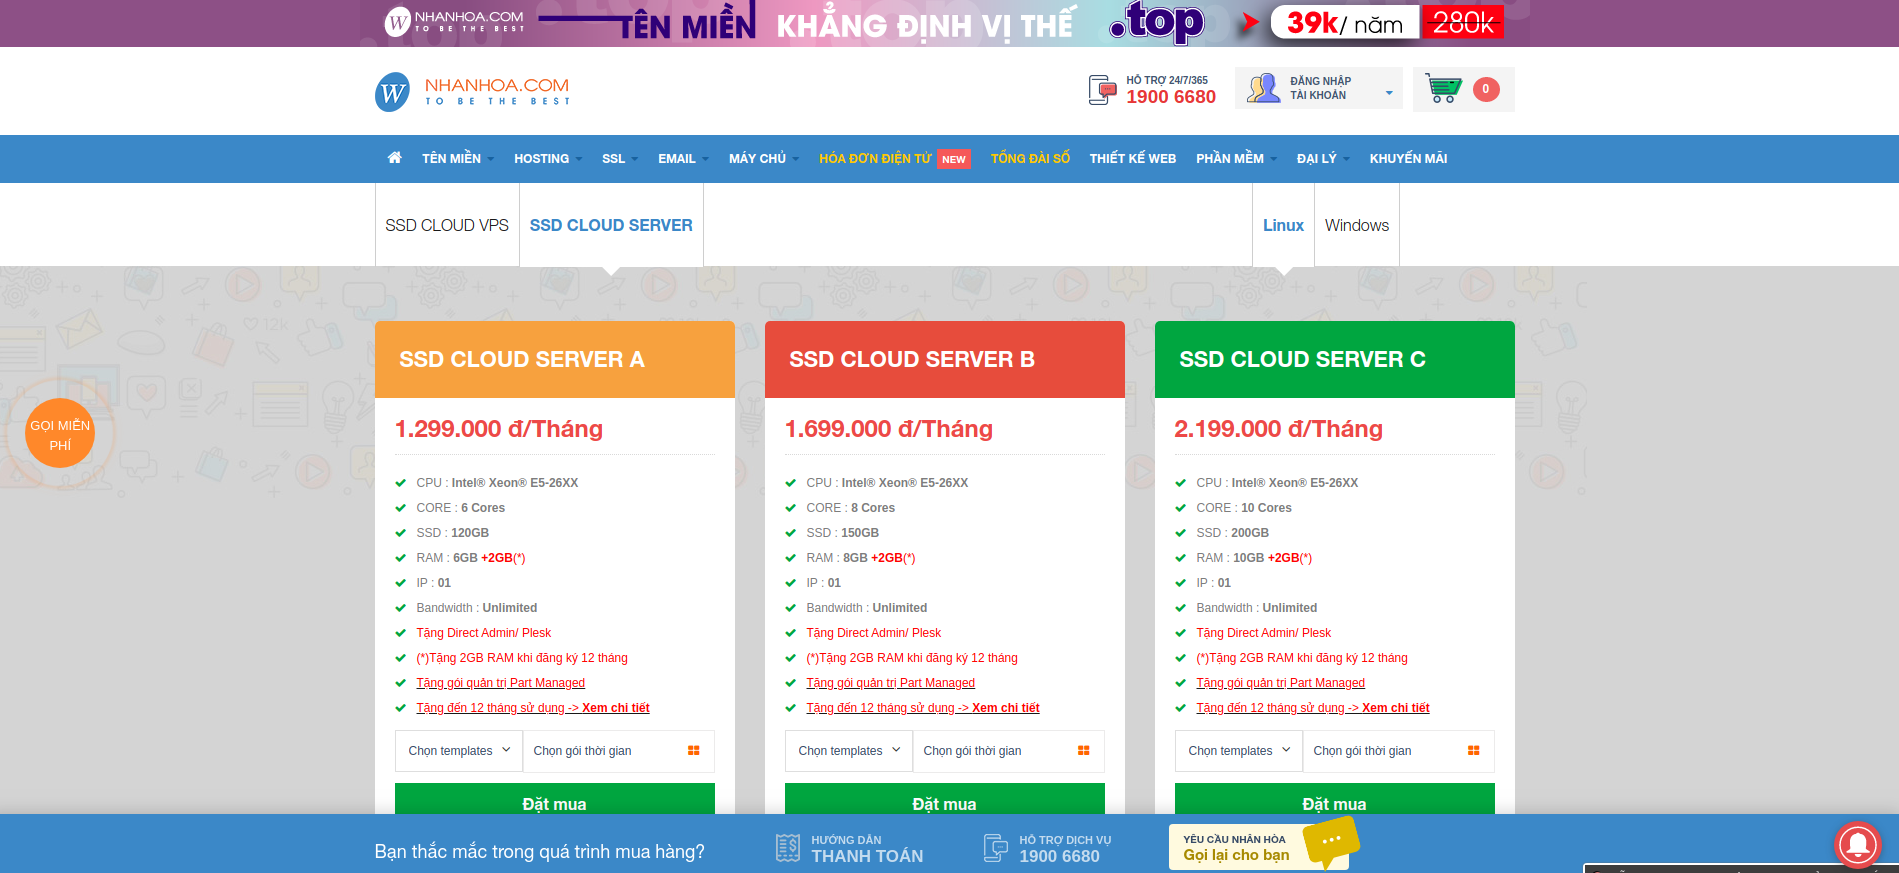 NHANHOA.COM
TO BE THE BEST
TÊN MIỀN KHẲNG ĐỊNH VỊ THẾ .top 39k/ năm 280k
W NHANHOA.COM
TO BE THE BEST
HỖ TRỢ 24/7/365
1900 6680
ĐĂNG NHẬP
TÀI KHOẢN
0
TÊN MIỀN HOSTING SSL EMAIL MÁY CHỦ HÓA ĐƠN ĐIỆN TỬ NEW TỔNG ĐÀI SỐ THIẾT KẾ WEB PHẦN MỀM ĐẠI LÝ KHUYẾN MÃI
SSD CLOUD VPS SSD CLOUD SERVER Linux Windows
12k
GỌI MIỄN
PHÍ
SSD CLOUD SERVER A
1.299.000 đ/Tháng
CPU : Intel® Xeon® E5-26XX
CORE : 6 Cores
SSD : 120GB
RAM : 6GB +2GB(*)
IP : 01
Bandwidth : Unlimited
Tặng Direct Admin/ Plesk
(*)Tặng 2GB RAM khi đăng ký 12 tháng
Tặng gói quản trị Part Managed
Tặng đến 12 tháng sử dụng -> Xem chi tiết
Chọn templates Chọn gói thời gian
Đặt mua
SSD CLOUD SERVER B
1.699.000 đ/Tháng
CPU : Intel® Xeon® E5-26XX
CORE : 8 Cores
SSD : 150GB
RAM : 8GB +2GB(*)
IP : 01
Bandwidth : Unlimited
Tặng Direct Admin/ Plesk
(*)Tặng 2GB RAM khi đăng ký 12 tháng
Tặng gói quản trị Part Managed
Tặng đến 12 tháng sử dụng -> Xem chi tiết
Chọn templates Chọn gói thời gian
Đặt mua
SSD CLOUD SERVER C
2.199.000 đ/Tháng
CPU : Intel® Xeon® E5-26XX
CORE : 10 Cores
SSD : 200GB
RAM : 10GB +2GB(*)
IP : 01
Bandwidth : Unlimited
Tặng Direct Admin/ Plesk
(*)Tặng 2GB RAM khi đăng ký 12 tháng
Tặng gói quản trị Part Managed
Tặng đến 12 tháng sử dụng -> Xem chi tiết
Chọn templates Chọn gói thời gian
Đặt mua
Bạn thắc mắc trong quá trình mua hàng?
HƯỚNG DẪN
THANH TOÁN
HỖ TRỢ DỊCH VỤ
1900 6680
YÊU CẦU NHÂN HÒA
Gọi lại cho bạn